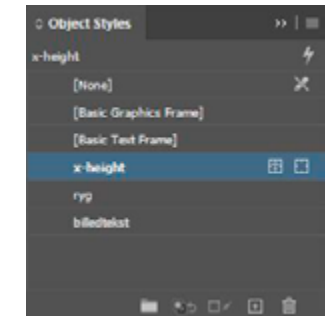 Object Styles
x-height
[None]
[Basic Graphics Frame]
[Basic Text Frame]
x-height
ryg
billedtekst